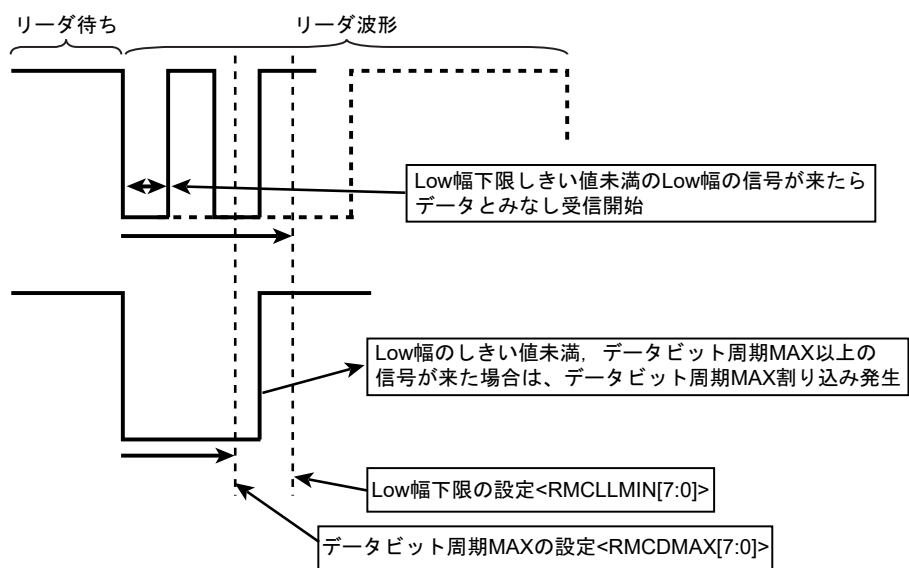 リーダ待ち
リーダ波形
Low幅下限しきい値未満のLow幅の信号が来たら
データとみなし受信開始
Low幅のしきい値未満，データビット周期MAX以上の
信号が来た場合は、データビット周期MAX割り込み発生
Low幅下限の設定<RMCLLMIN[7:0]>
データビット周期MAXの設定<RMCDMAX[7:0]>